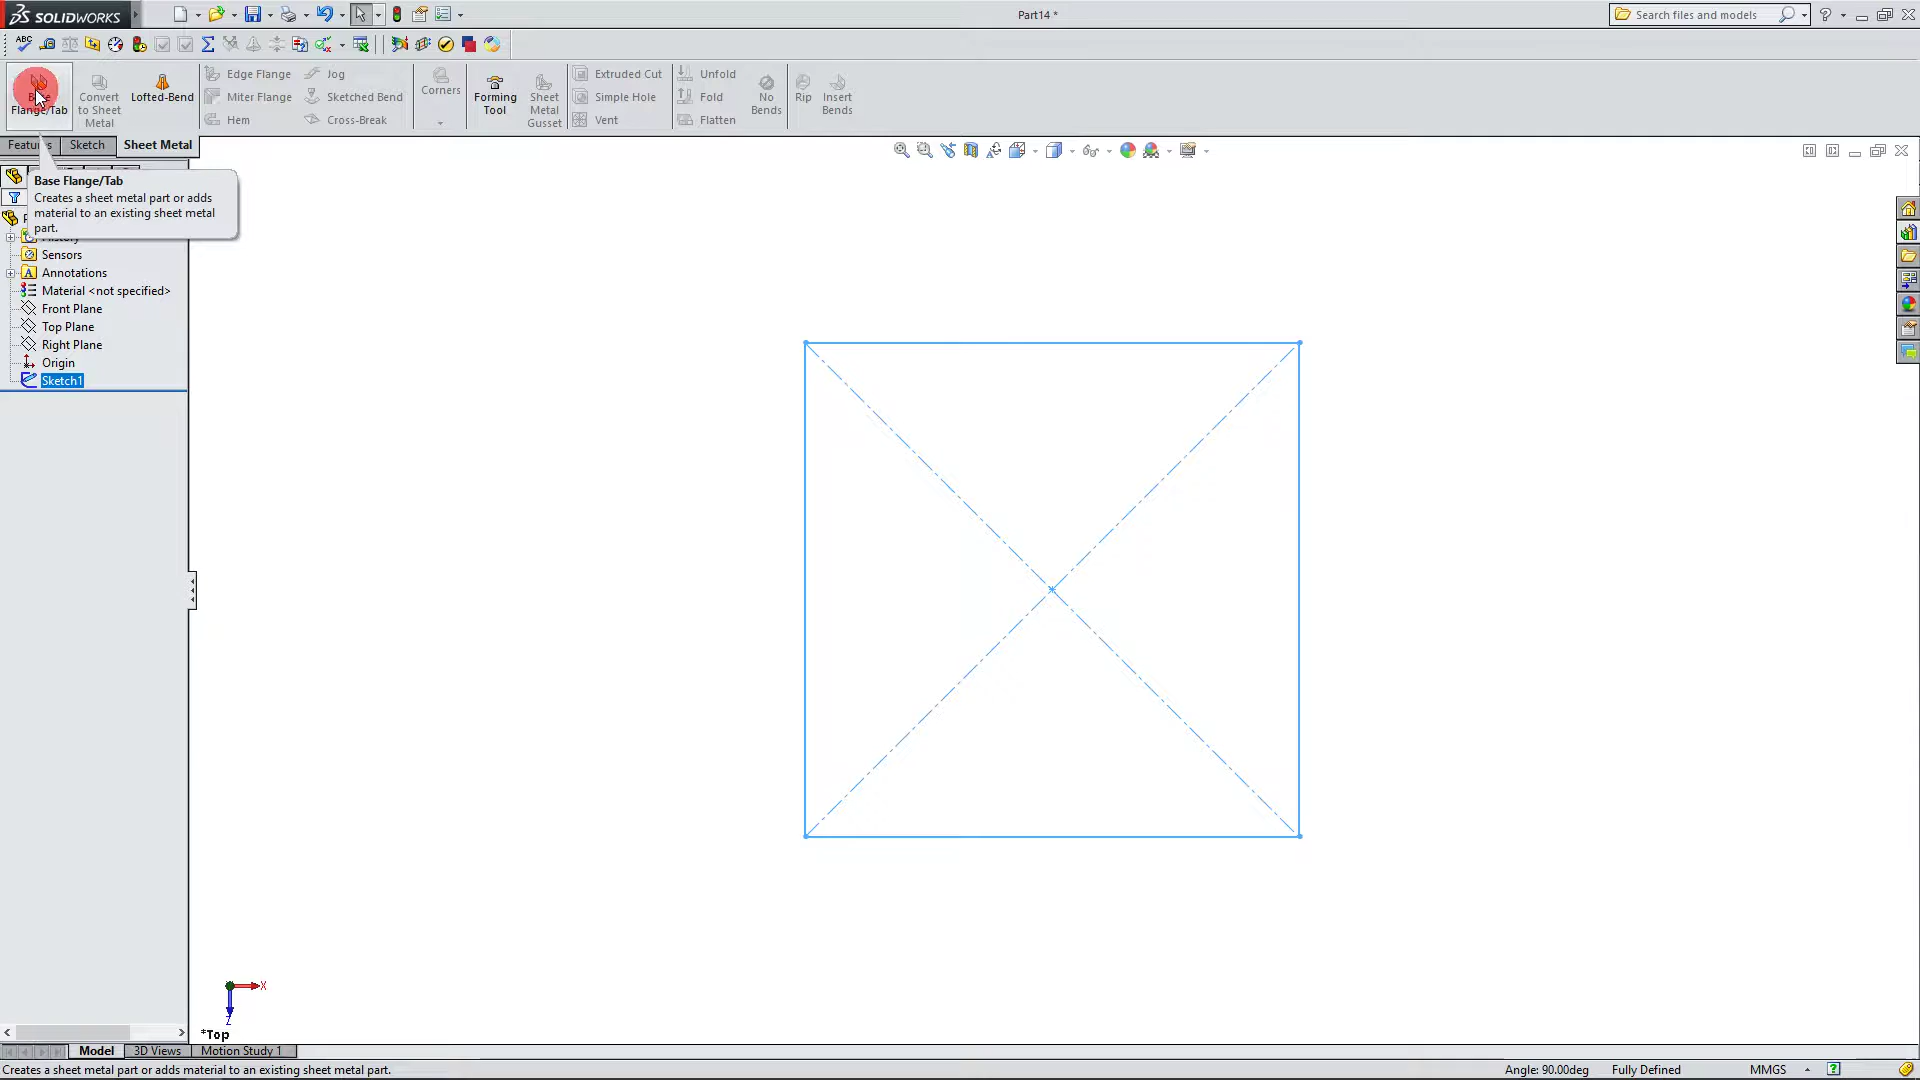 SOLIDWORKS
Part14 *
Search files and models
ABC
Base
Flange/Tab
Convert
to Sheet
Metal
Lofted-Bend
Edge Flange
Miter Flange
Hem
Jog
Sketched Bend
Cross-Break
Corners
Forming
Tool
Sheet
Metal
Gusset
Extruded Cut
Simple Hole
Vent
Unfold
Fold
Flatten
No
Bends
Rip
Insert
Bends
Features
Sketch
Sheet Metal
Base Flange/Tab
Creates a sheet metal part or adds
material to an existing sheet metal
part.
History
Sensors
Annotations
Material <not specified>
Front Plane
Top Plane
Right Plane
Origin
Sketch1
X
Z
*Top
Model
3D Views
Motion Study 1
Creates a sheet metal part or adds material to an existing sheet metal part.
Angle: 90.00deg
Fully Defined
MMGS